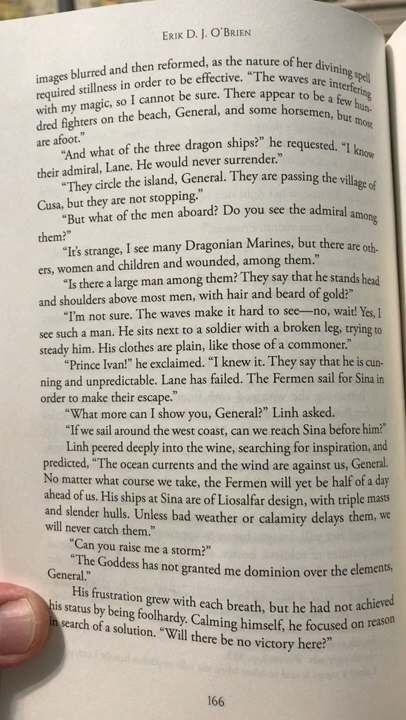 ERIK D. J. O'BRIEN
images blurred and then reformed, as the nature of her divining spell
required stillness in order to be effective. "The waves are interfering
with my magic, so I cannot be sure. There appear to be a few hun-
dred fighters on the beach, General, and some horsemen, but most
are afoot."
"And what of the three dragon ships?" he requested. "I know
their admiral, Lane. He would never surrender."
"They circle the island, General. They are passing the village of
Cusa, but they are not stopping."
"But what of the men aboard? Do you see the admiral among
them?"
"It's strange, I see many Dragonian Marines, but there are oth-
ers, women and children and wounded, among them."
"Is there a large man among them? They say that he stands head
and shoulders above most men, with hair and beard of gold?"
"I'm not sure. The waves make it hard to see—no, wait! Yes, I
see such a man. He sits next to a soldier with a broken leg, trying to
steady him. His clothes are plain, like those of a commoner."
"Prince Ivan!" he exclaimed. "I knew it. They say that he is cun-
ning and unpredictable. Lane has failed. The Fermen sail for Sina in
order to make their escape."
"What more can I show you, General?" Linh asked.
"If we sail around the west coast, can we reach Sina before him?"
Linh peered deeply into the wine, searching for inspiration, and
predicted, "The ocean currents and the wind are against us, General.
No matter what course we take, the Fermen will yet be half of a day
ahead of us. His ships at Sina are of Liosalfar design, with triple masts
and slender hulls. Unless bad weather or calamity delays them, we
will never catch them."
"Can you raise me a storm?"
"The Goddess has not granted me dominion over the elements,
General."
His frustration grew with each breath, but he had not achieved
his status by being foolhardy. Calming himself, he focused on reason
in search of a solution. "Will there be no victory here?"
166